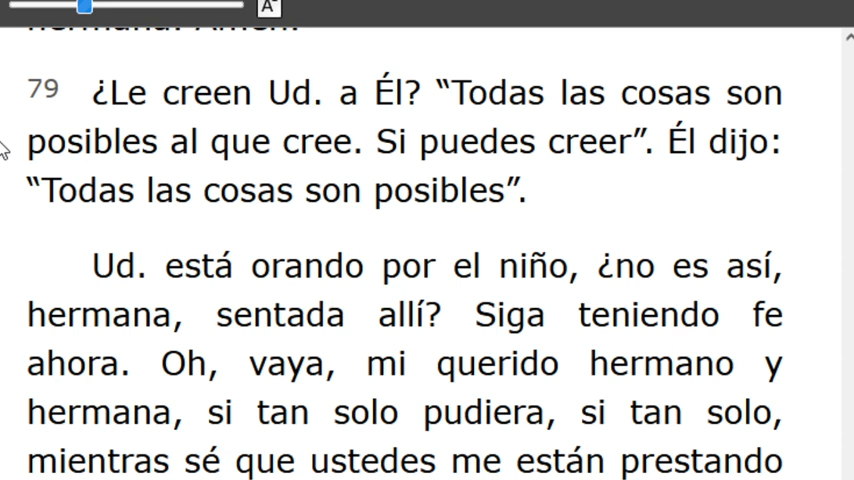 79 ¿Le creen Ud. a Él? “Todas las cosas son
posibles al que cree. Si puedes creer”. Él dijo:
“Todas las cosas son posibles”.
Ud. está orando por el niño, ¿no es así,
hermana, sentada allí? Siga teniendo fe
ahora. Oh, vaya, mi querido hermano y
hermana, si tan solo pudiera, si tan solo,
mientras sé que ustedes me están prestando